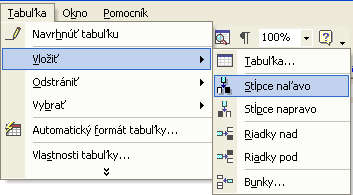 Tabuľka Okno Pomocník
Navrhnúť tabuľku
100%
Vložiť
Tabuľka...
Odstrániť
Stĺpce naľavo
Vybrať
Stĺpce napravo
Automatický formát tabuľky...
Riadky nad
Vlastnosti tabuľky...
Riadky pod
Bunky...